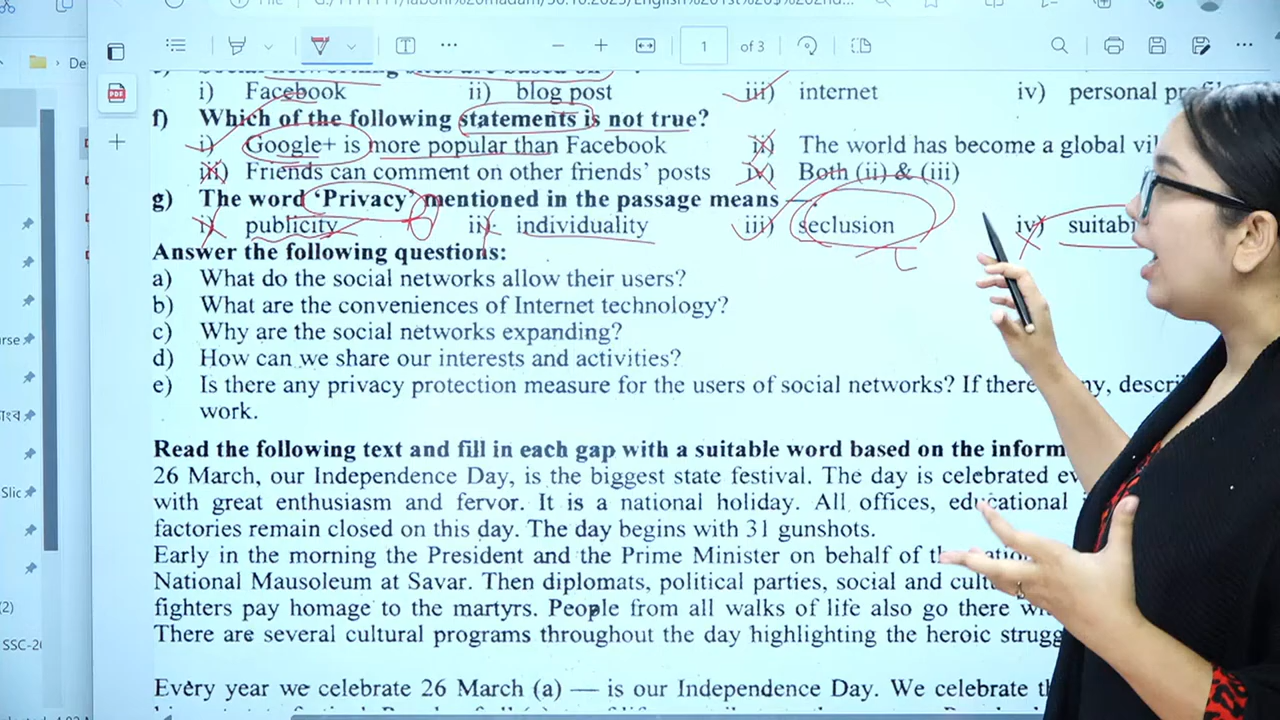 1 of 3
De
i) Facebook ii) blog post iii) internet iv) personal
f) Which of the following statements is not true?
i) Google+ is more popular than Facebook ii) The world has become a global vil
iii) Friends can comment on other friends' posts iv) Both (ii) & (iii)
g) The word 'Privacy' mentioned in the passage means —.
i) publicity ii) individuality iii) seclusion iv) suitabi
Answer the following questions:
a) What do the social networks allow their users?
b) What are the conveniences of Internet technology?
c) Why are the social networks expanding?
d) How can we share our interests and activities?
e) Is there any privacy protection measure for the users of social networks? If there any, descri
work.
Read the following text and fill in each gap with a suitable word based on the inform
26 March, our Independence Day, is the biggest state festival. The day is celebrated ev
with great enthusiasm and fervor. It is a national holiday. All offices, educational
factories remain closed on this day. The day begins with 31 gunshots.
Early in the morning the President and the Prime Minister on behalf of
National Mausoleum at Savar. Then diplomats, political parties, social and cult
fighters pay homage to the martyrs. People from all walks of life also go there
There are several cultural programs throughout the day highlighting the heroic strugg
Every year we celebrate 26 March (a) — is our Independence Day. We celebrate
rse
Slic
(2)
SSC-20